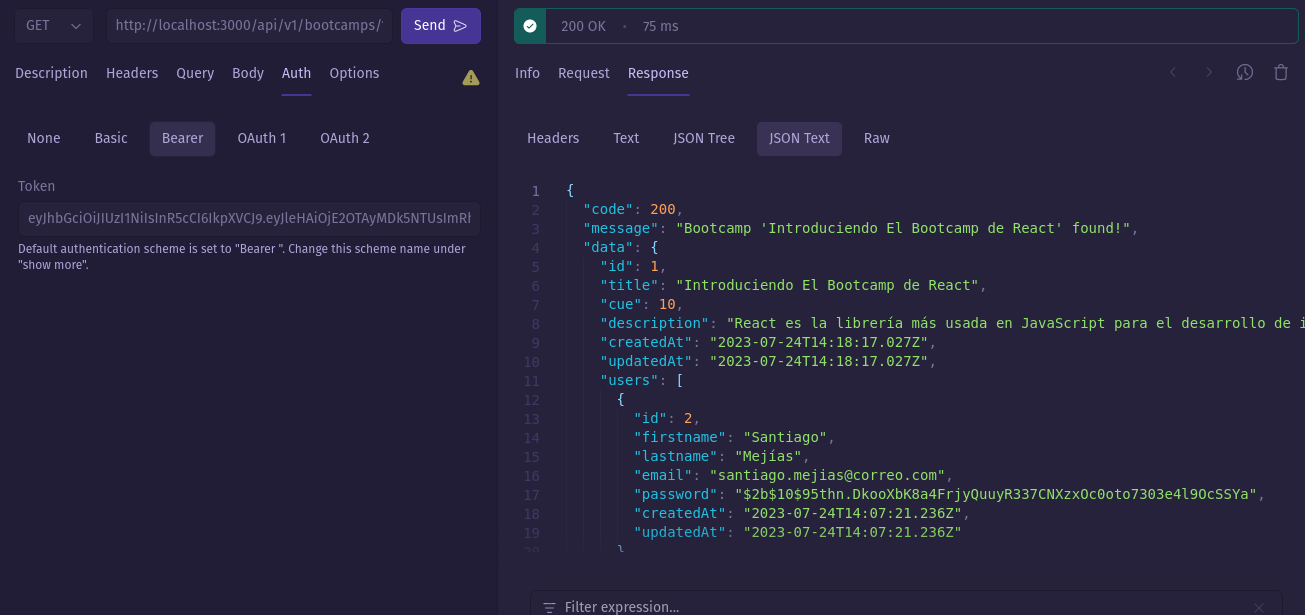 GET
http://localhost:3000/api/v1/bootcamps/
Send
200 OK · 75 ms
Description Headers Query Body Auth Options
Info Request Response
None Basic Bearer OAuth 1 OAuth 2
Headers Text JSON Tree JSON Text Raw
Token
eyJhbGciOiJIUzI1NiIsInR5cCI6IkpXVCJ9.eyJleHAiOjE2OTAyMDk5NTUsImRh
Default authentication scheme is set to "Bearer ". Change this scheme name under
"show more".
1 {
2 "code": 200,
3 "message": "Bootcamp 'Introduciendo El Bootcamp de React' found!",
4 "data": {
5 "id": 1,
6 "title": "Introduciendo El Bootcamp de React",
7 "cue": 10,
8 "description": "React es la librería más usada en JavaScript para el desarrollo de i
9 "createdAt": "2023-07-24T14:18:17.027Z",
10 "updatedAt": "2023-07-24T14:18:17.027Z",
11 "users": [
12 {
13 "id": 2,
14 "firstname": "Santiago",
15 "lastname": "Mejías",
16 "email": "santiago.mejias@correo.com",
17 "password": "$2b$10$95thn.DkooXbK8a4FrjyQuuyR337CNXzxOc0oto7303e4l9OcSSYa",
18 "createdAt": "2023-07-24T14:07:21.236Z",
19 "updatedAt": "2023-07-24T14:07:21.236Z"
20 }
Filter expression...